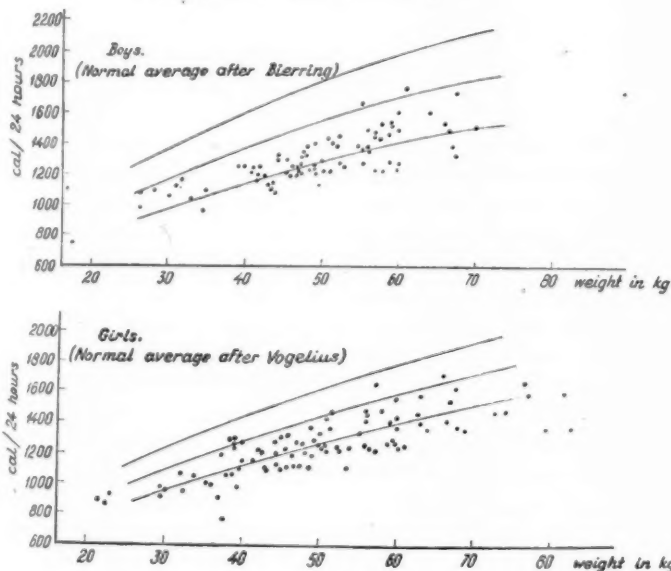 2200
Boys.
2000
(Normal average after Bierring)
1800
1600
1400
1200
1000
800
600
cal/24 hours
20 30 40 50 60 70 80 weight in kg
2000
Girls.
1800
(Normal average after Vogelius)
1600
1400
1200
1000
800
600
cal/24 hours
20 30 40 50 60 70 80 weight in k